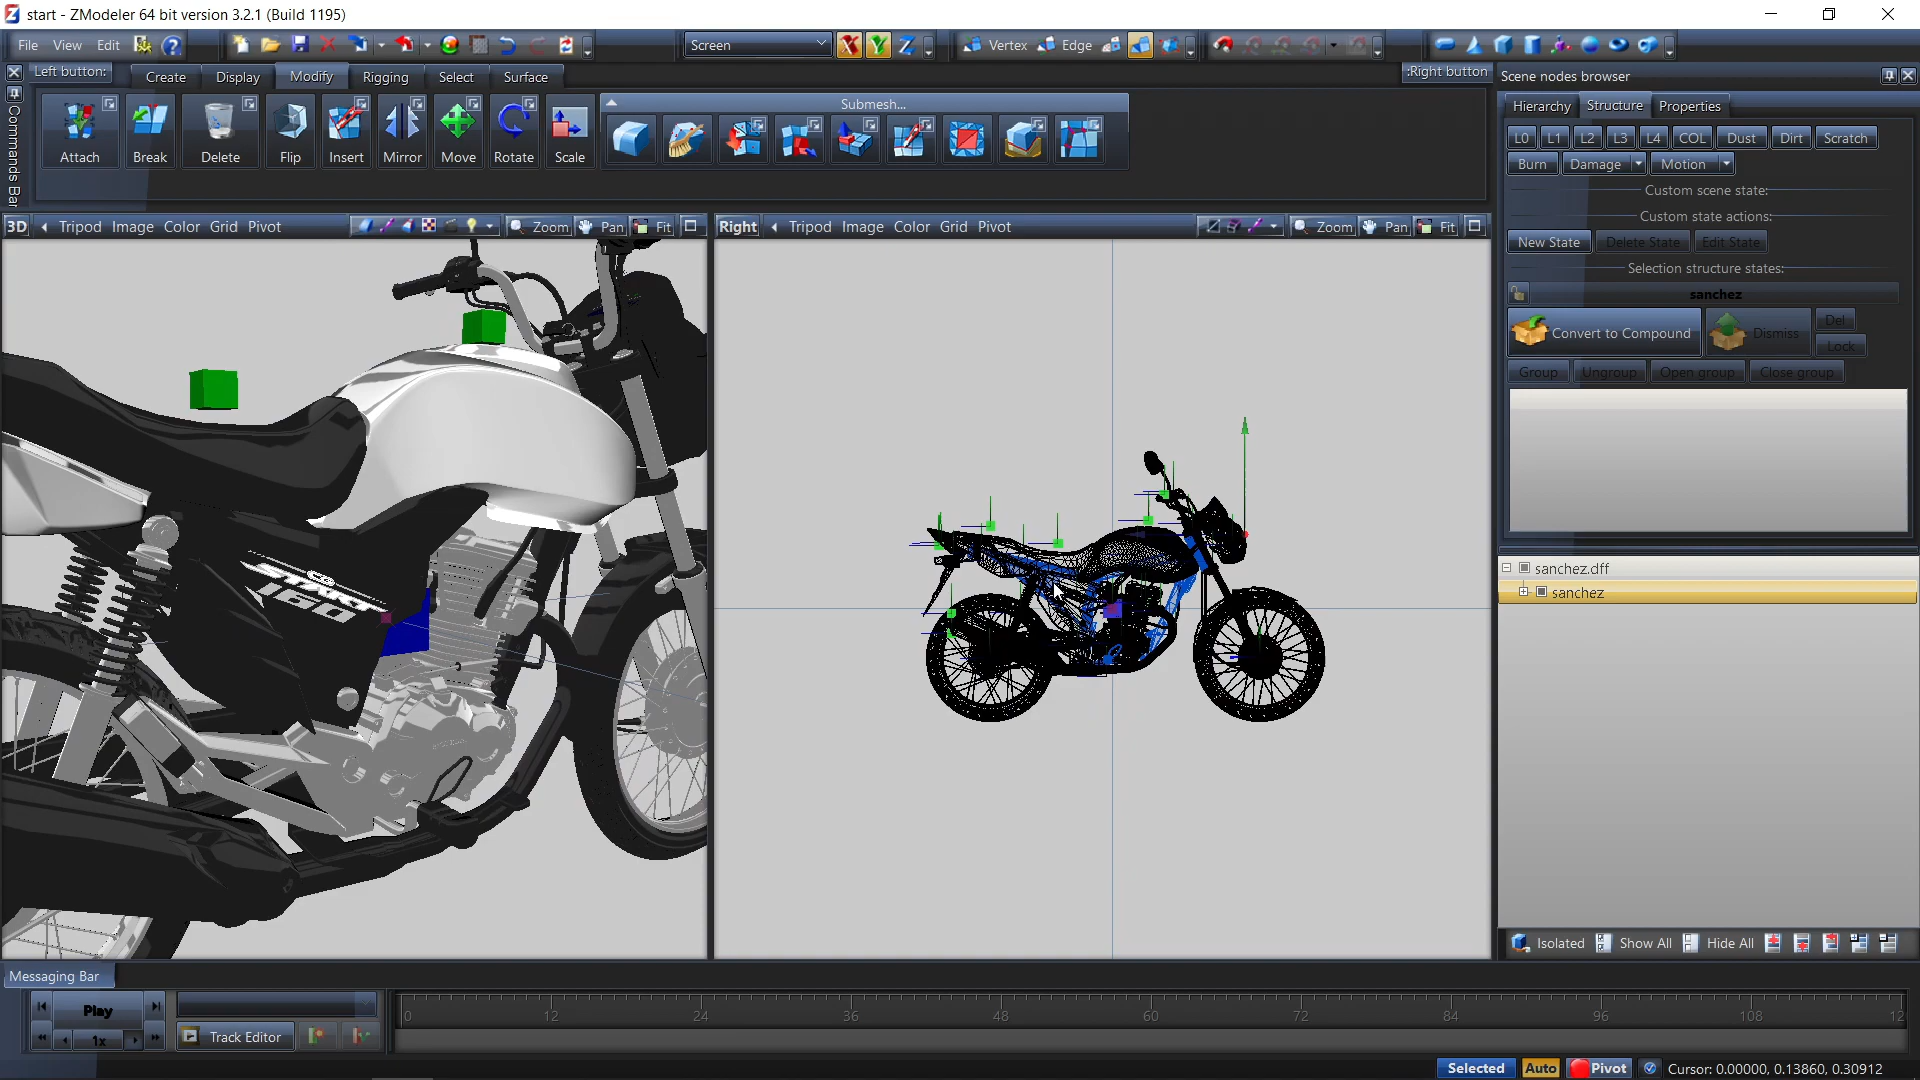 start - ZModeler 64 bit version 3.2.1 (Build 1195)
File View Edit
Screen
X Y Z
Vertex Edge
Left button:
Create Display Modify Rigging Select Surface
:Right button
Commands Bar
Attach Break Delete Flip Insert Mirror Move Rotate Scale
Submesh...
Scene nodes browser
Hierarchy Structure Properties
L0 L1 L2 L3 L4 COL Dust Dirt Scratch
Burn Damage Motion
Custom scene state:
Custom state actions:
New State Delete State Edit State
Selection structure states:
sanchez
Convert to Compound Dismiss Del
Lock
Group Ungroup Open group Close group
sanchez.dff
sanchez
Isolated Show All Hide All
3D Tripod Image Color Grid Pivot Zoom Pan Fit
Right Tripod Image Color Grid Pivot Zoom Pan Fit
START
160
Messaging Bar
Play
1x
Track Editor
0 12 24 36 48 60 72 84 96 108 12
Selected Auto Pivot Cursor: 0.00000, 0.13860, 0.30912